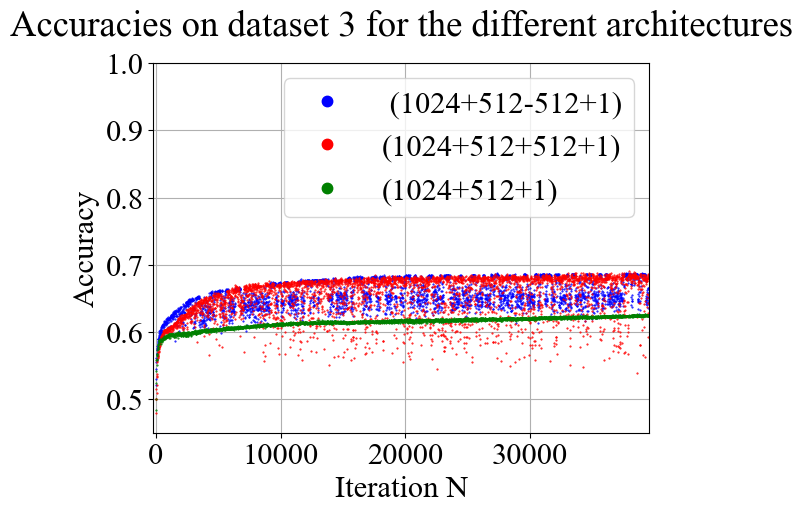 Accuracies on dataset 3 for the different architectures
1.0
0.9
0.8
0.7
0.6
0.5
Accuracy
(1024+512-512+1)
(1024+512+512+1)
(1024+512+1)
0 10000 20000 30000
Iteration N